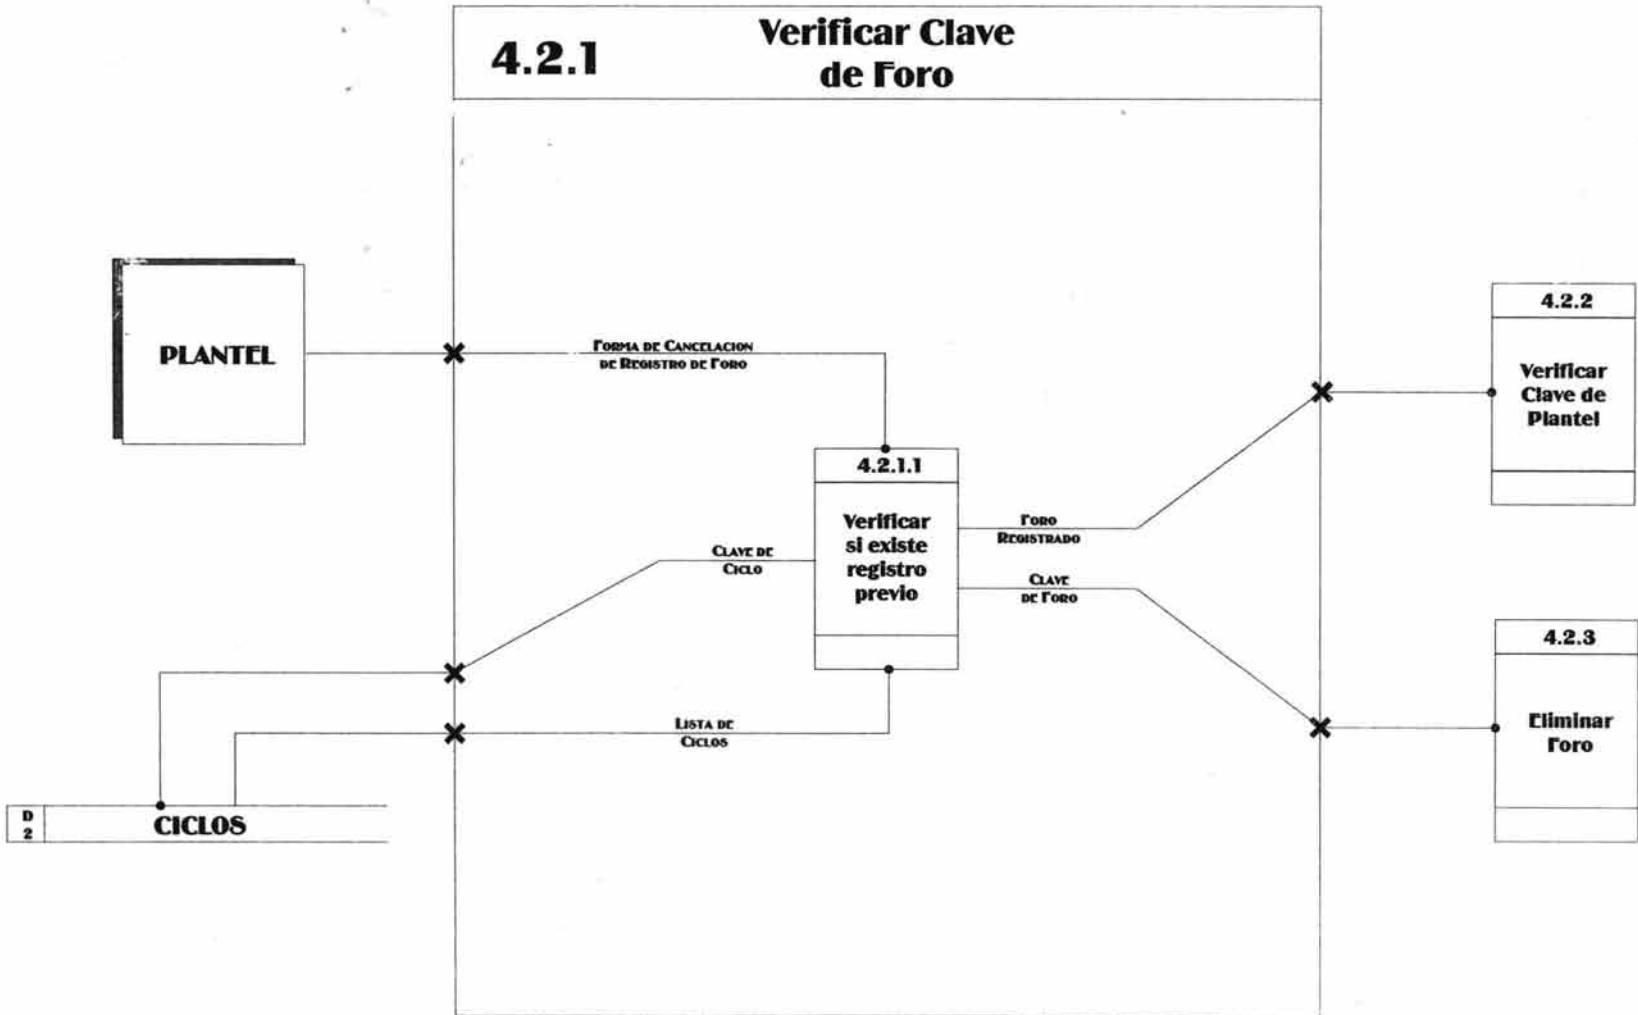 4.2.1
Verificar Clave
de Foro
PLANTEL
FORMA DE CANCELACION
DE REGISTRO DE FORO
4.2.2
Verificar
Clave de
Plantel
4.2.1.1
Verificar
si existe
registro
previo
FORO
REGISTRADO
CLAVE DE
CICLO
CLAVE
DE FORO
4.2.3
Eliminar
Foro
LISTA DE
CICLOS
D
2
CICLOS